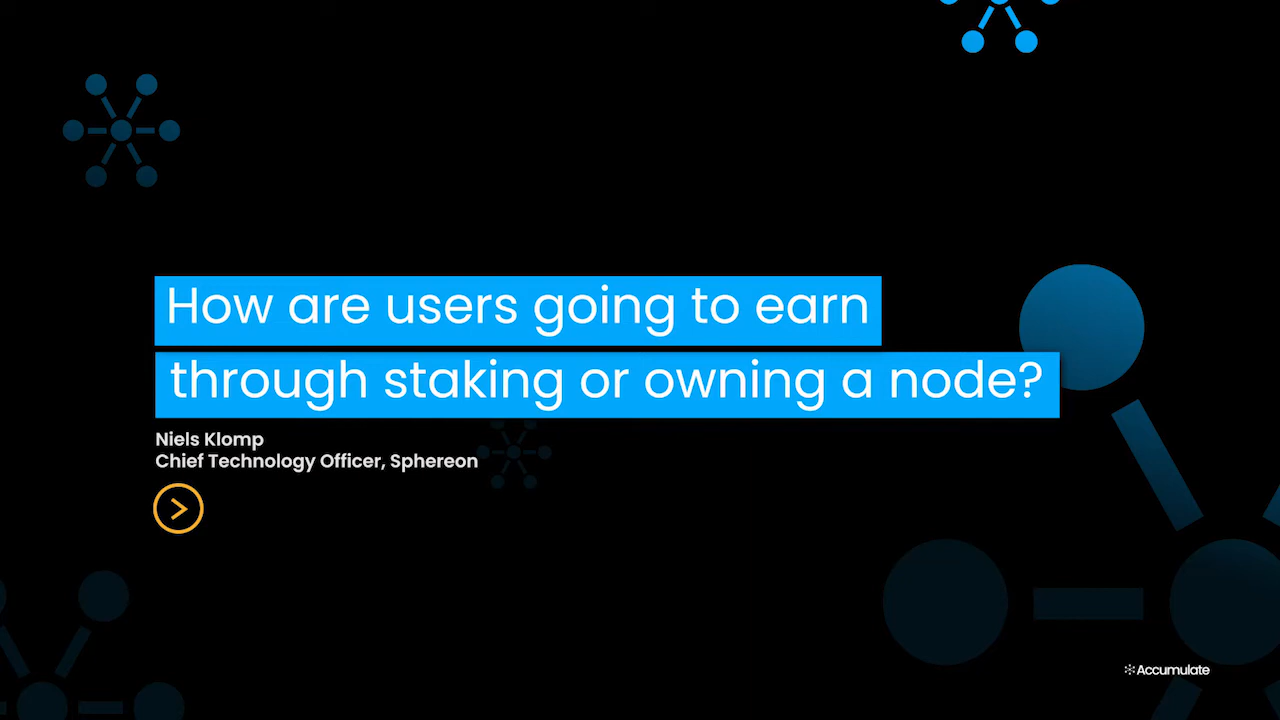 How are users going to earn
through staking or owning a node?
Niels Klomp
Chief Technology Officer, Sphereon
Accumulate